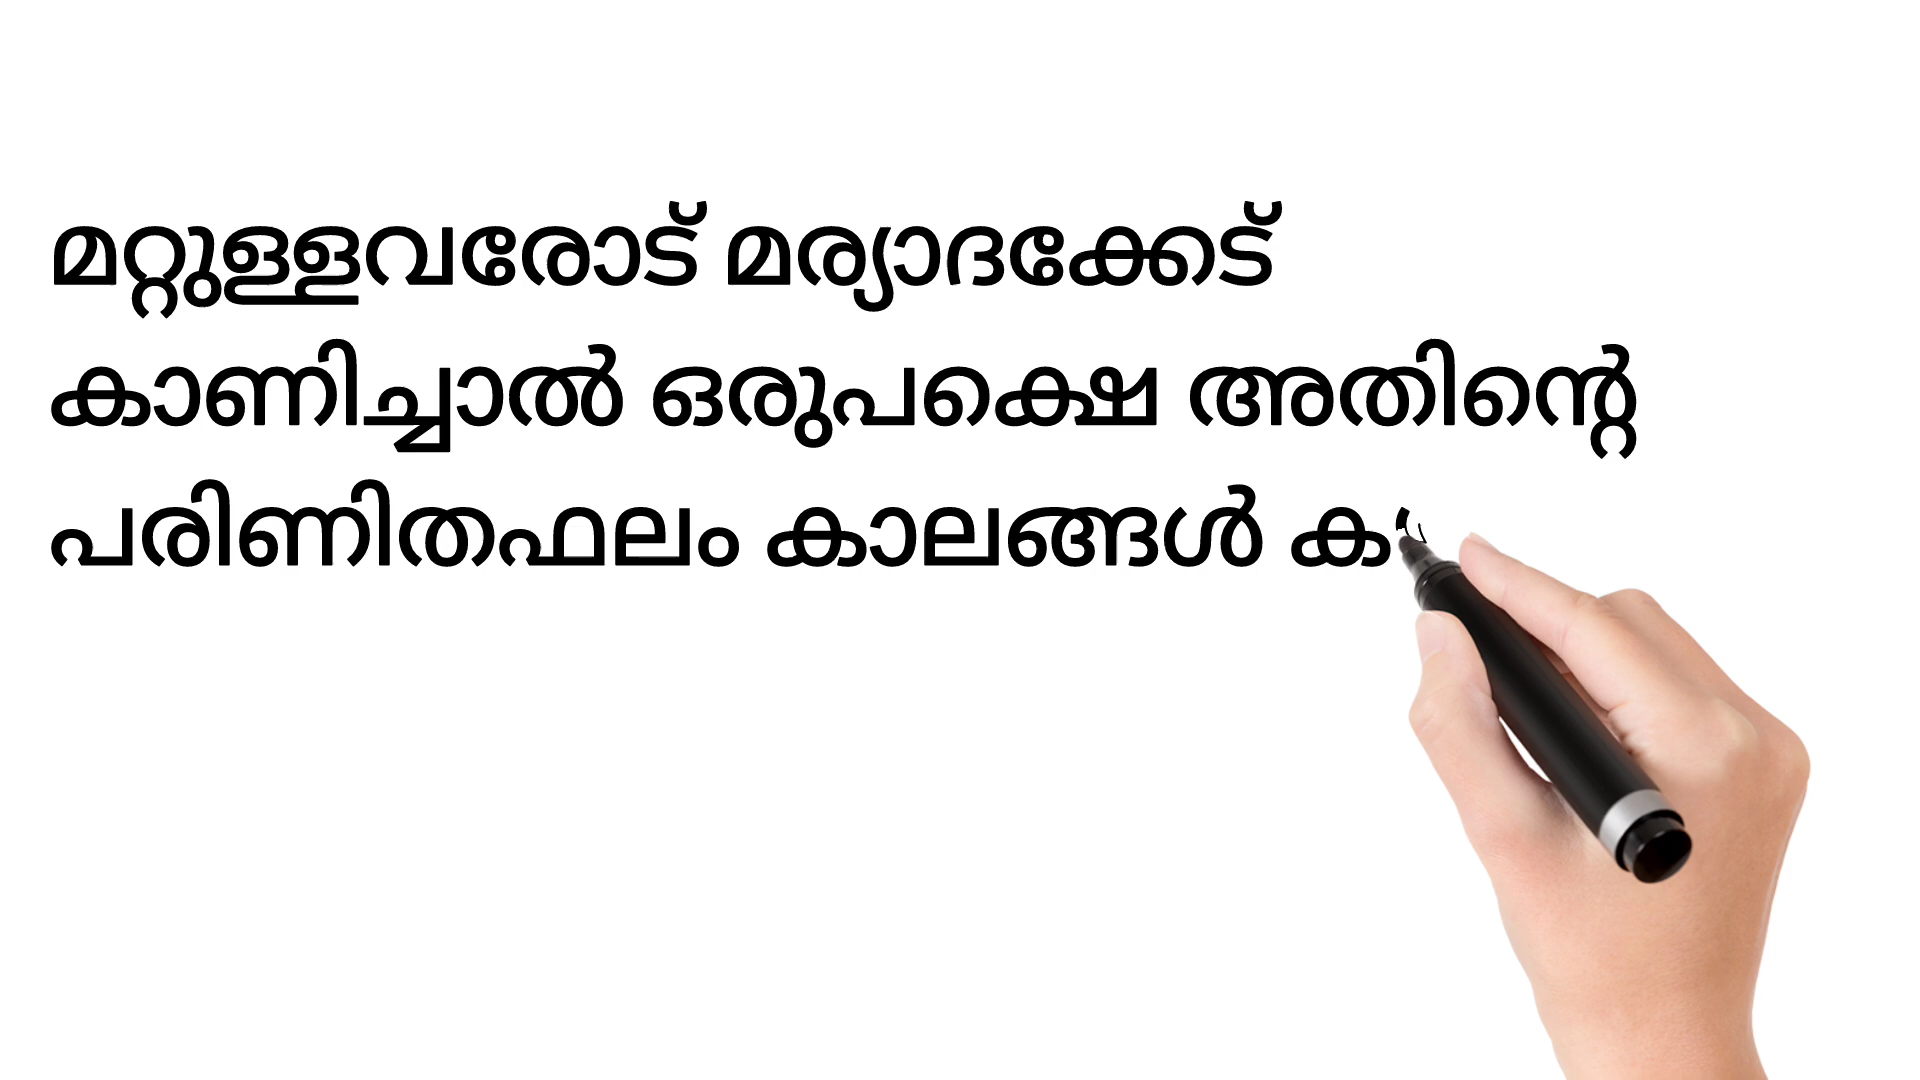 മറ്റുള്ളവരോട് മര്യാദക്കേട്
കാണിച്ചാൽ ഒരുപക്ഷെ അതിന്റെ
പരിണിതഫലം കാലങ്ങൾ